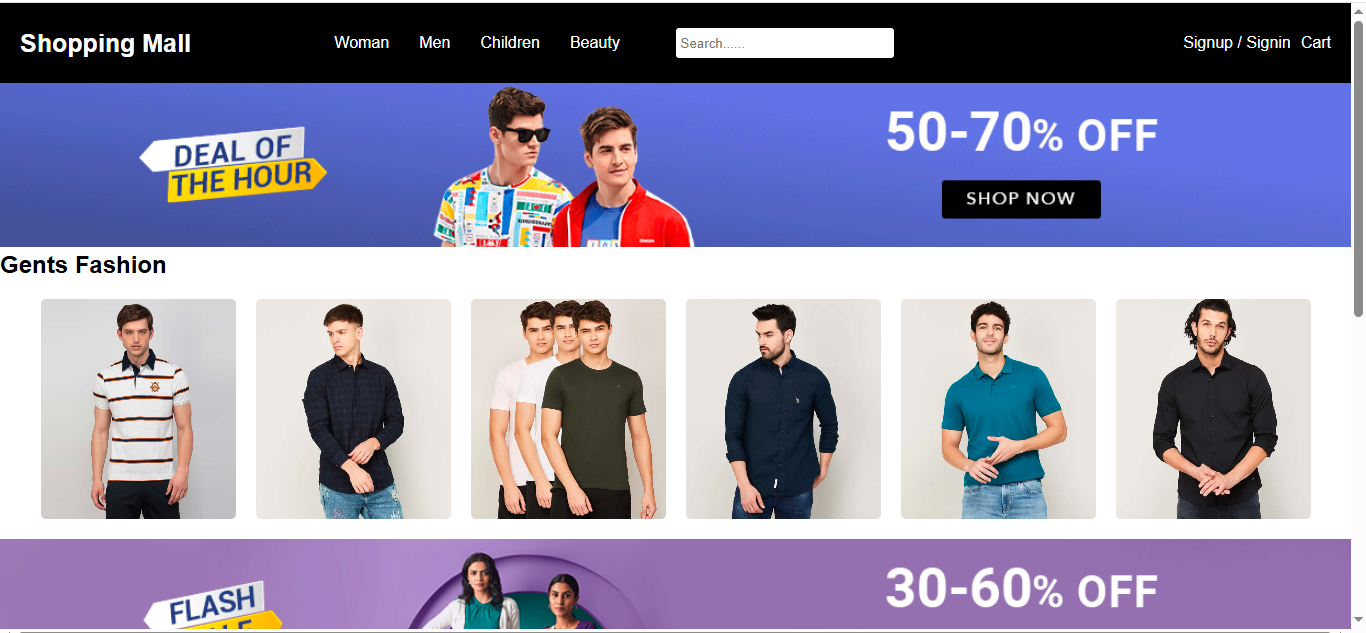 Shopping Mall
Woman Men Children Beauty
Search......
Signup / Signin Cart
DEAL OF
THE HOUR
50-70% OFF
SHOP NOW
Gents Fashion
FLASH
30-60% OFF